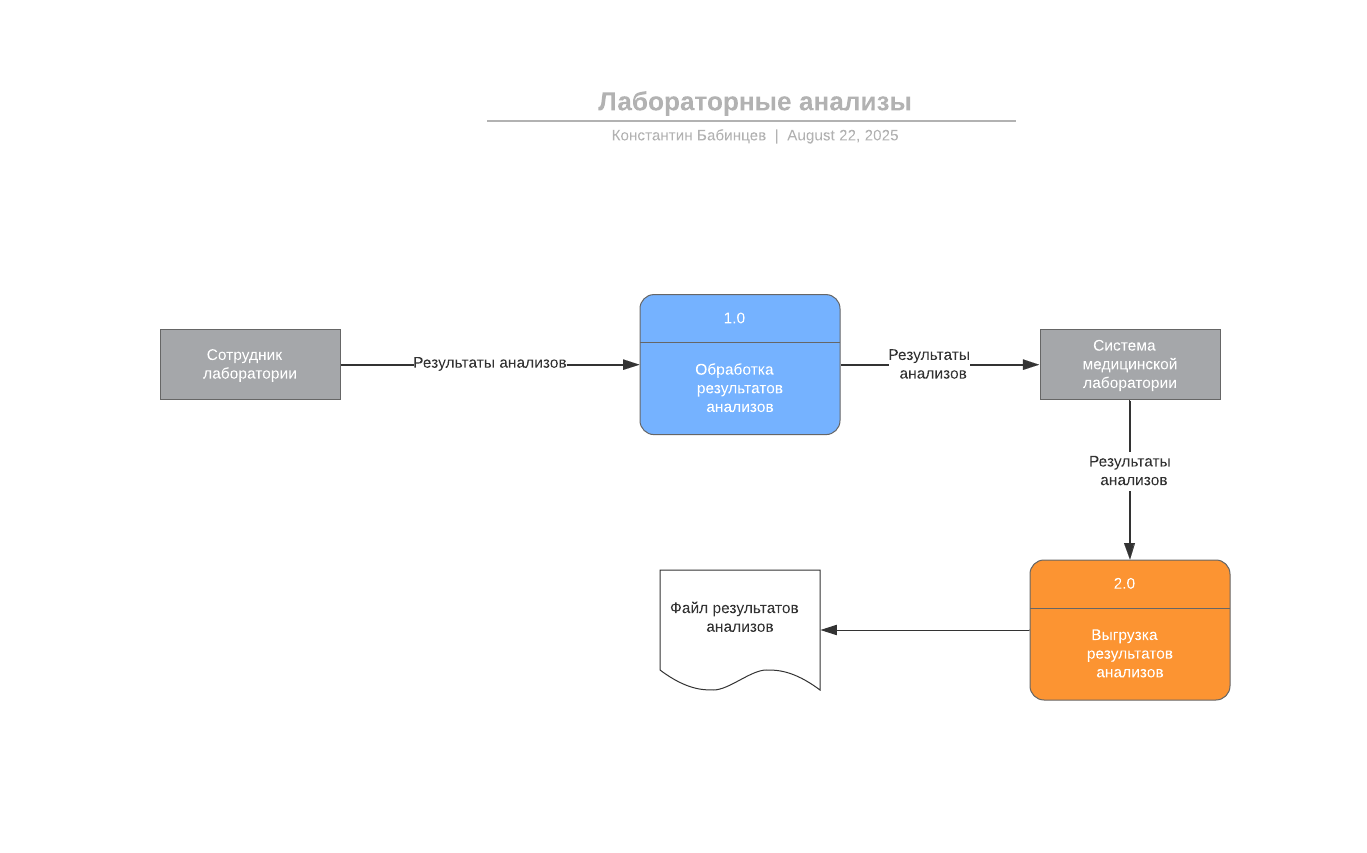 Лабораторные анализы
Константин Бабинцев | August 22, 2025
Сотрудник
лаборатории
Результаты анализов
1.0
Обработка
результатов
анализов
Результаты
анализов
Система
медицинской
лаборатории
Результаты
анализов
2.0
Выгрузка
результатов
анализов
Файл результатов
анализов